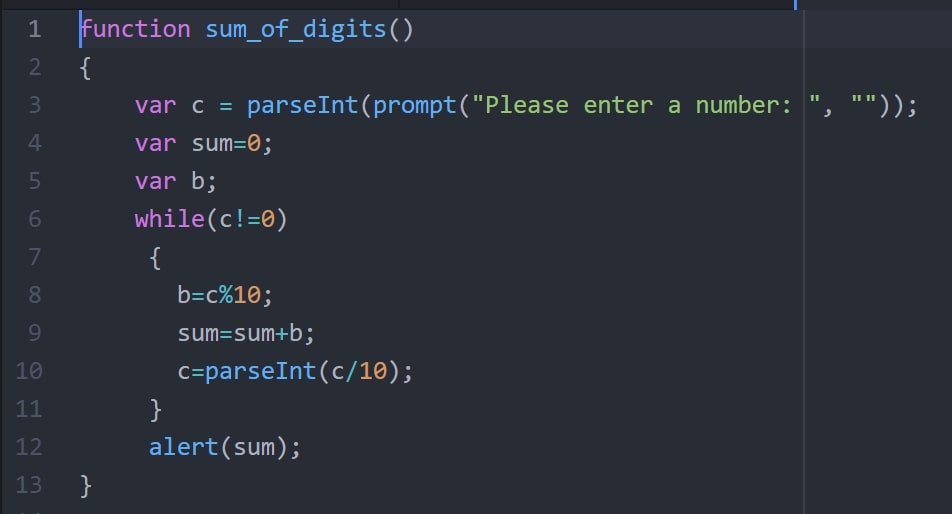 1 function sum_of_digits()
2 {
3     var c = parseInt(prompt("Please enter a number: ", ""));
4     var sum=0;
5     var b;
6     while(c!=0)
7      {
8        b=c%10;
9        sum=sum+b;
10       c=parseInt(c/10);
11     }
12     alert(sum);
13 }